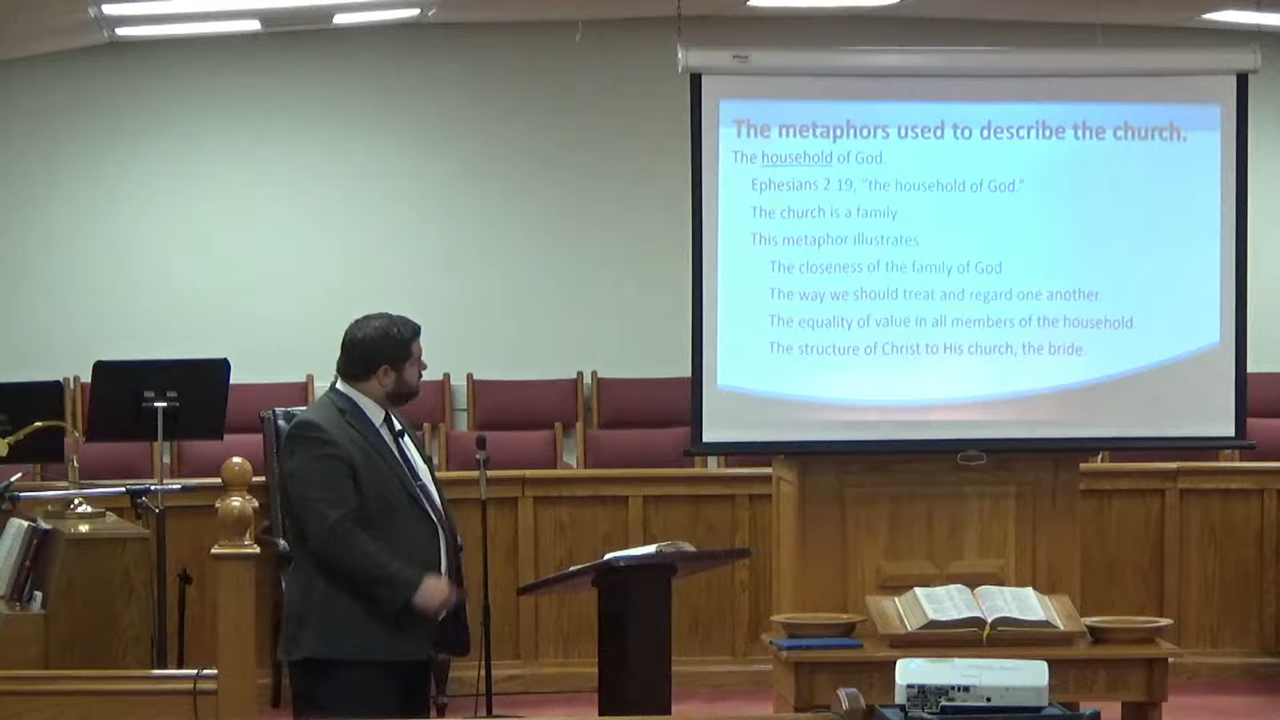 The metaphors used to describe the church.
The household of God.
Ephesians 2.19, “the household of God.”
The church is a family
This metaphor illustrates
The closeness of the family of God
The way we should treat and regard one another
The equality of value in all members of the household.
The structure of Christ to His church, the bride.